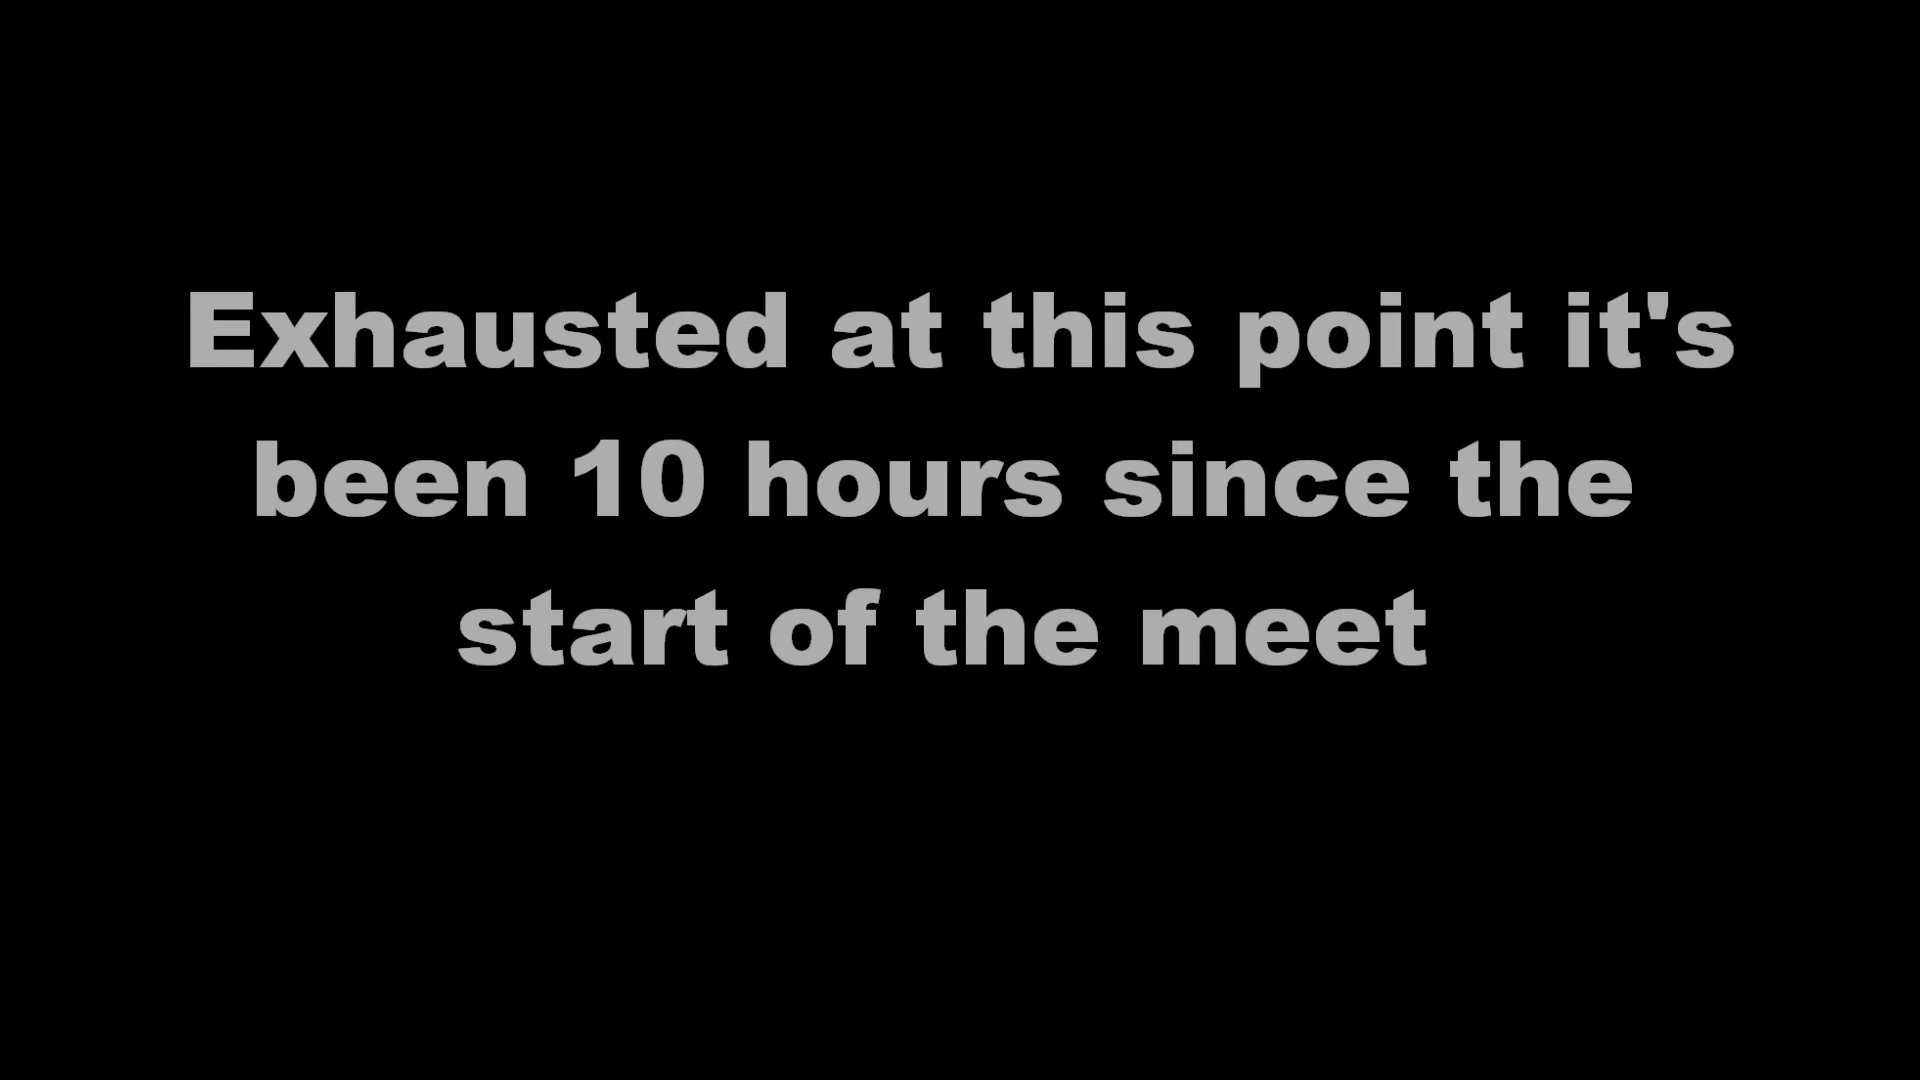 Exhausted at this point it's
been 10 hours since the
start of the meet